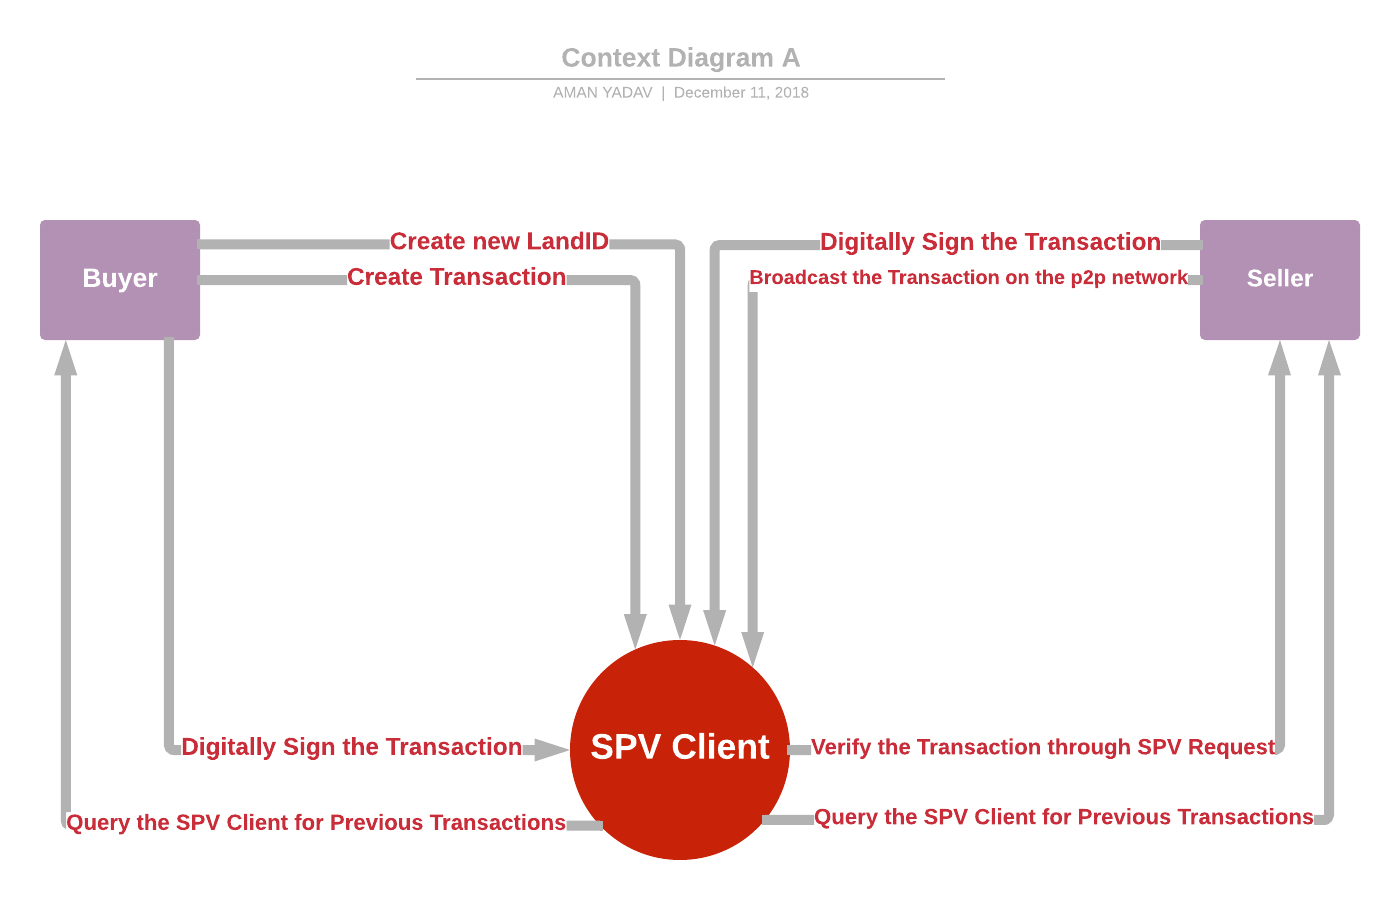 Context Diagram A
AMAN YADAV | December 11, 2018
Create new LandID
Digitally Sign the Transaction
Buyer
Create Transaction
Broadcast the Transaction on the p2p network
Seller
Digitally Sign the Transaction
SPV Client
Verify the Transaction through SPV Request
Query the SPV Client for Previous Transactions
Query the SPV Client for Previous Transactions